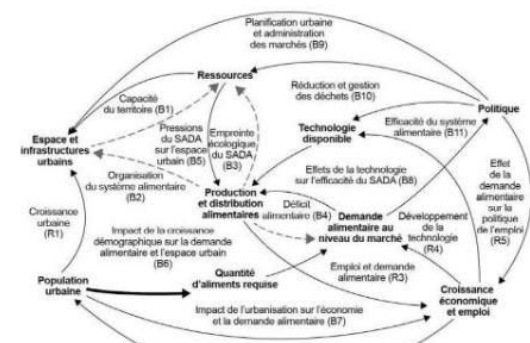 Planification urbaine
et administration
des marchés (B9)
Ressources
Réduction et gestion
des déchets (B10)
Politique
Capacité
du territoire (B1)
Technologie
disponible
Efficacité du système
alimentaire (B11)
Espace et
infrastructures
urbains
Pressions
du SADA
sur l'espace
urbain (B5)
Empreinte
écologique
du SADA
(B3)
Effet
de la
demande
alimentaire
sur la
politique
de l'emploi
(R5)
Organisation
du système alimentaire
(B2)
Effets de la technologie
sur l'efficacité du SADA (B8)
Production
et distribution
alimentaires
Déficit
alimentaire (B4)
Demande
alimentaire au
niveau du marché
Développement
de la
technologie
(R4)
Croissance
urbaine
(R1)
Impact de la croissance
démographique sur la demande
alimentaire et l'espace urbain
(B6)
Emploi et demande
alimentaire (R3)
Population
urbaine
Quantité
d'aliments requise
Croissance
économique
et emploi
Impact de l'urbanisation sur l'économie
et la demande alimentaire (B7)